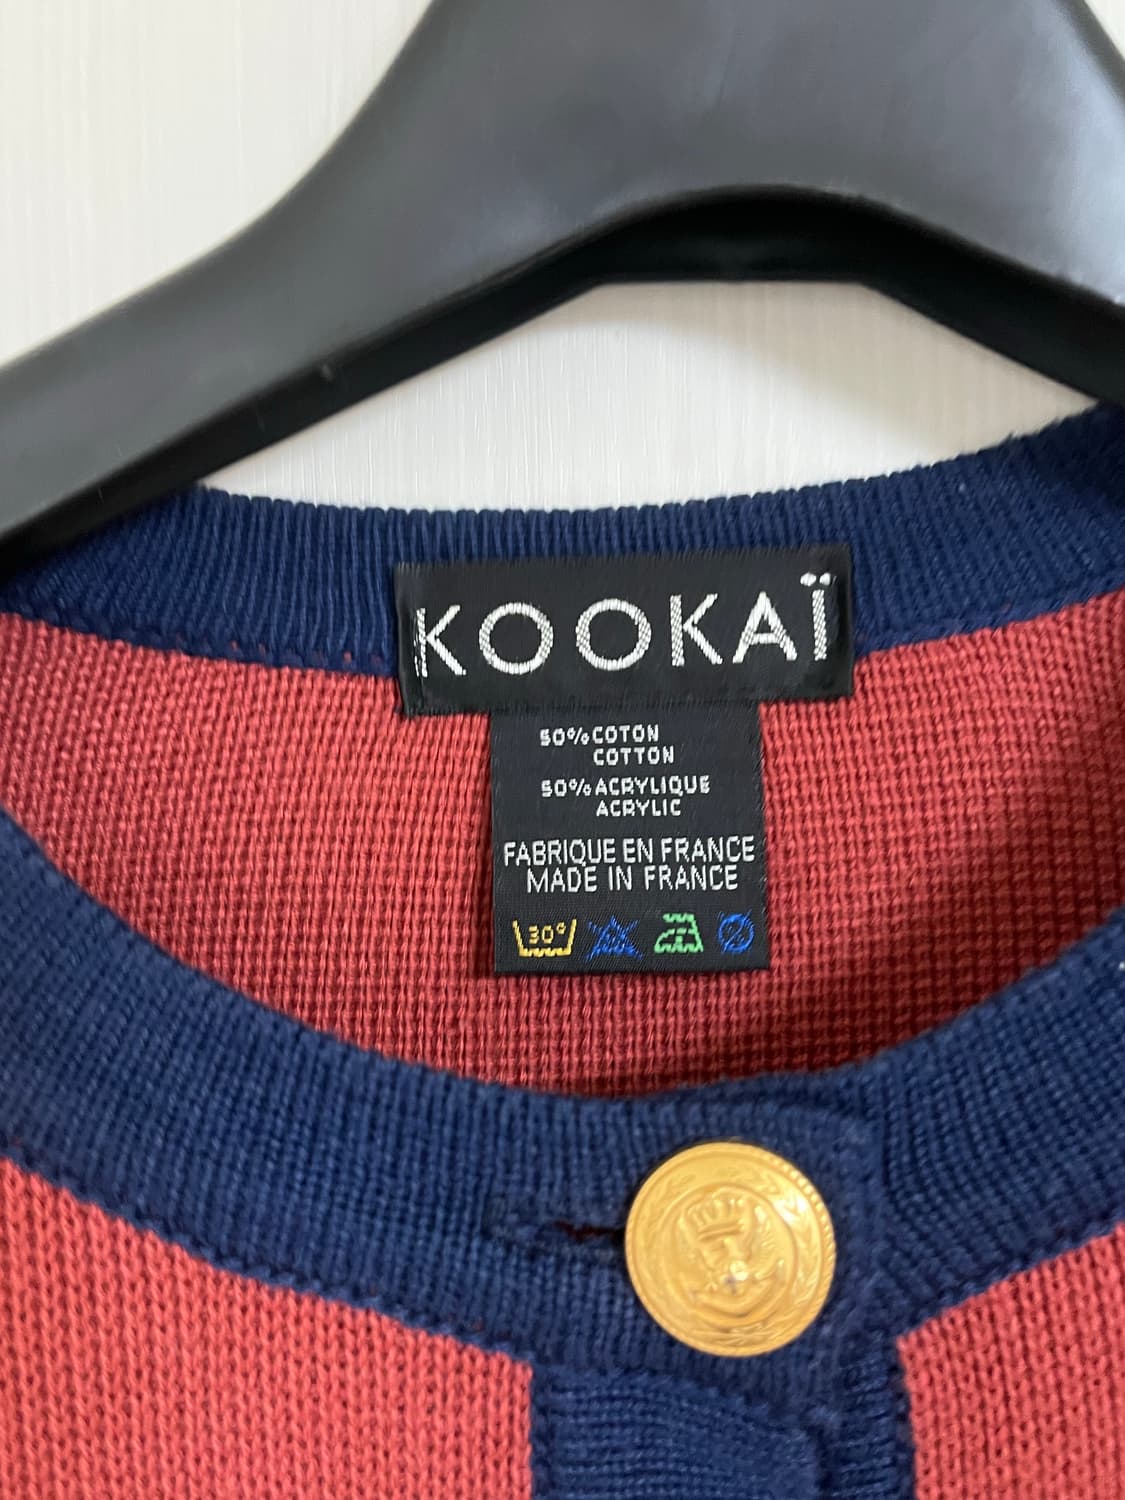 KOOKAÏ
50% COTON
COTTON
50% ACRYLIQUE
ACRYLIC
FABRIQUE EN FRANCE
MADE IN FRANCE
30°